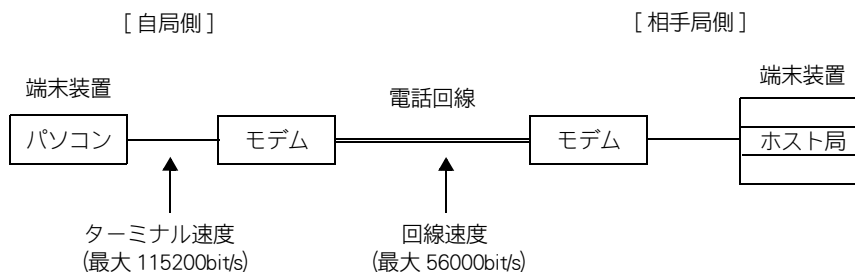 [ 自局側 ]
[ 相手局側 ]
端末装置
電話回線
端末装置
パソコン
モデム
モデム
ホスト局
ターミナル速度
(最大 115200bit/s)
回線速度
(最大 56000bit/s)